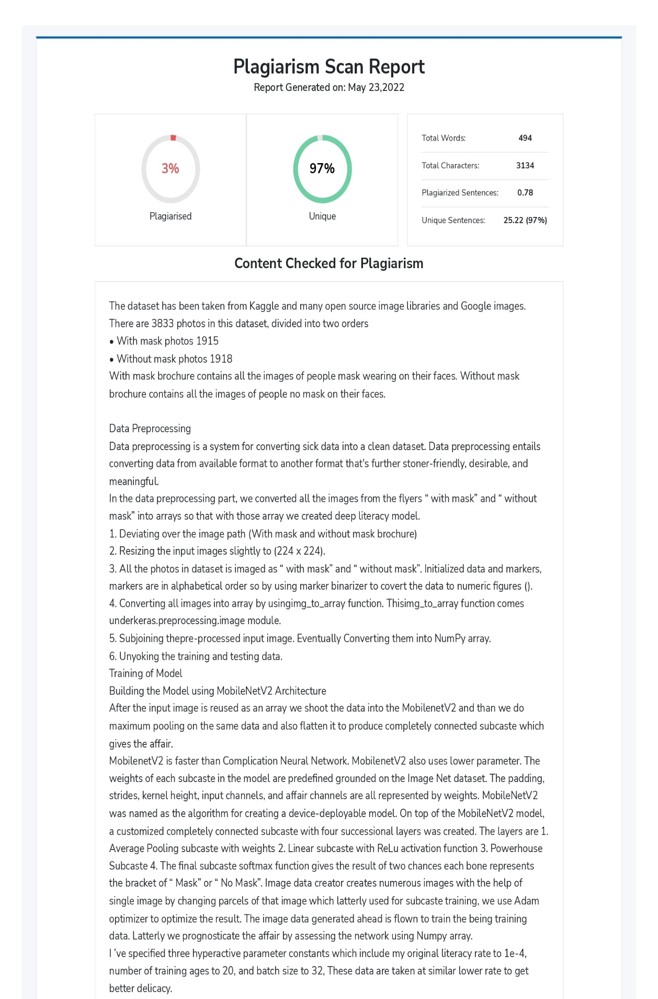 Plagiarism Scan Report
Report Generated on: May 23,2022
3%
Plagiarised
97%
Unique
Total Words: 494
Total Characters: 3134
Plagiarized Sentences: 0.78
Unique Sentences: 25.22 (97%)
Content Checked for Plagiarism
The dataset has been taken from Kaggle and many open source image libraries and Google images.
There are 3833 photos in this dataset, divided into two orders
• With mask photos 1915
• Without mask photos 1918
With mask brochure contains all the images of people mask wearing on their faces. Without mask
brochure contains all the images of people no mask on their faces.
Data Preprocessing
Data preprocessing is a system for converting sick data into a clean dataset. Data preprocessing entails
converting data from available format to another format that's further stoner-friendly, desirable, and
meaningful.
In the data preprocessing part, we converted all the images from the flyers “ with mask” and “ without
mask” into arrays so that with those array we created deep literacy model.
1. Deviating over the image path (With mask and without mask brochure)
2. Resizing the input images slightly to (224 x 224).
3. All the photos in dataset is imaged as “ with mask” and “ without mask”. Initialized data and markers,
markers are in alphabetical order so by using marker binarizer to covert the data to numeric figures ().
4. Converting all images into array by usingimg_to_array function. Thisimg_to_array function comes
underkeras.preprocessing.image module.
5. Subjoining thepre-processed input image. Eventually Converting them into NumPy array.
6. Unyoking the training and testing data.
Training of Model
Building the Model using MobileNetV2 Architecture
After the input image is reused as an array we shoot the data into the MobilenetV2 and than we do
maximum pooling on the same data and also flatten it to produce completely connected subcaste which
gives the affair.
MobilenetV2 is faster than Complication Neural Network. MobilenetV2 also uses lower parameter. The
weights of each subcaste in the model are predefined grounded on the Image Net dataset. The padding,
strides, kernel height, input channels, and affair channels are all represented by weights. MobileNetV2
was named as the algorithm for creating a device-deployable model. On top of the MobileNetV2 model,
a customized completely connected subcaste with four successional layers was created. The layers are 1.
Average Pooling subcaste with weights 2. Linear subcaste with ReLu activation function 3. Powerhouse
Subcaste 4. The final subcaste softmax function gives the result of two chances each bone represents
the bracket of “ Mask” or “ No Mask”. Image data creator creates numerous images with the help of
single image by changing parcels of that image which latterly used for subcaste training, we use Adam
optimizer to optimize the result. The image data generated ahead is flown to train the being training
data. Latterly we prognosticate the affair by assessing the network using Numpy array.
I ’ve specified three hyperactive parameter constants which include my original literacy rate to 1e-4,
number of training ages to 20, and batch size to 32, These data are taken at similar lower rate to get
better delicacy.